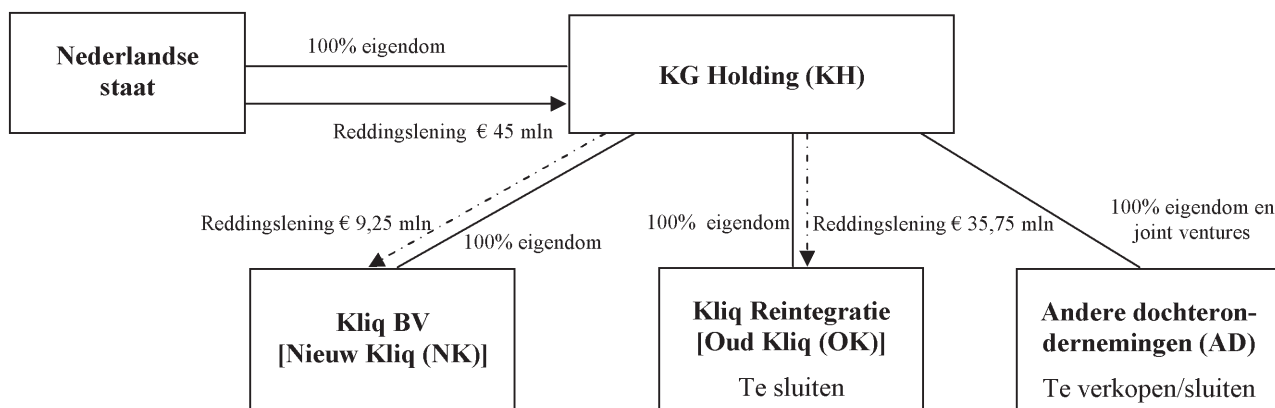 Nederlandse
staat
100% eigendom
KG Holding (KH)
Reddingslening € 45 mln
Reddingslening € 9,25 mln
100% eigendom
100% eigendom
Reddingslening € 35,75 mln
100% eigendom en
joint ventures
Kliq BV
[Nieuw Kliq (NK)]
Kliq Reintegratie
[Oud Kliq (OK)]
Te sluiten
Andere dochteron-
dernemingen (AD)
Te verkopen/sluiten